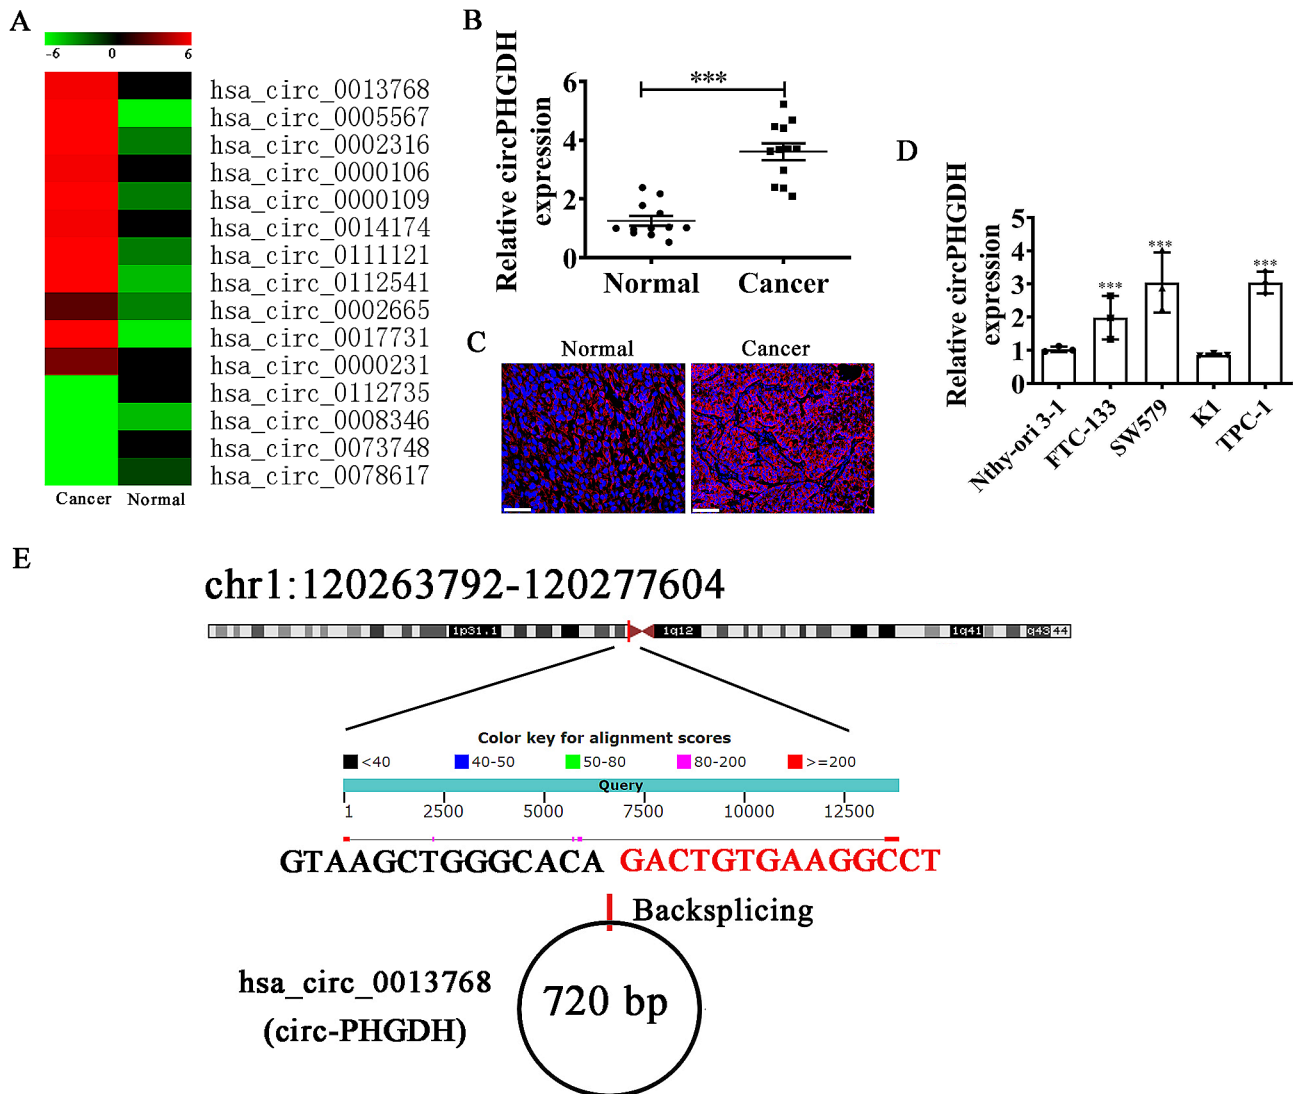 A
-6 0 6
hsa_circ_0013768
hsa_circ_0005567
hsa_circ_0002316
hsa_circ_0000106
hsa_circ_0000109
hsa_circ_0014174
hsa_circ_0111121
hsa_circ_0112541
hsa_circ_0002665
hsa_circ_0017731
hsa_circ_0000231
hsa_circ_0112735
hsa_circ_0008346
hsa_circ_0073748
hsa_circ_0078617
Cancer Normal
B
Relative circPHGDH
expression
6
4
2
0
***
Normal Cancer
C
Normal Cancer
D
Relative circPHGDH
expression
5
4
3
2
1
0
*** *** ***
Nthy-ori 3-1 FTC-133 SW579 K1 TPC-1
E
chr1:120263792-120277604
1p31.1 1q12 1q41 q43 44
Color key for alignment scores
<40 40-50 50-80 80-200 >=200
Query
1 2500 5000 7500 10000 12500
GTAAGCTGGGCACA GACTGTGAAGGCCT
Backsplicing
hsa_circ_0013768
(circ-PHGDH)
720 bp